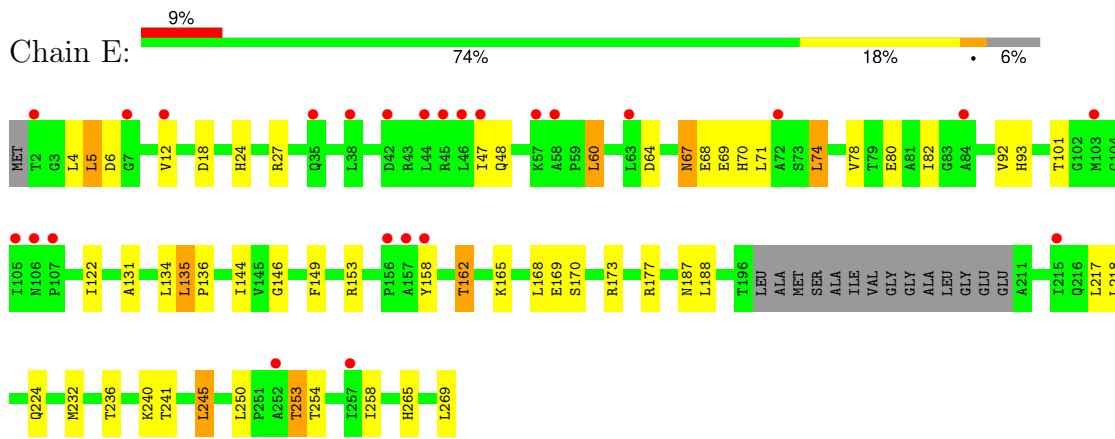 9%
Chain E:
74% 18% • 6%
MET T2 G3 L4 L5 D6 G7 V12 D18 H24 R27 Q35 L38 D42 R43 L44 R45 L46 I47 Q48 K57 A58 P59 L60 L63 D64 N67 E68 E69 H70 L71 A72 S73 L74 V78 T79 E80 A81 I82 G83 A84 V92 H93 T101 G102 M103 G104
I105 N106 P107 I122 A131 L134 L135 P136 I144 V145 G146 F149 R153 P156 A157 Y158 T162 K165 L168 E169 S170 R173 R177 N187 L188 T196 LEU ALA MET SER ALA ILE VAL GLY GLY ALA LEU GLY GLU GLU A211 I215 Q216 L217 L218
Q224 M232 T236 K240 T241 L245 L250 P251 A252 T253 T254 I257 I258 H265 L269